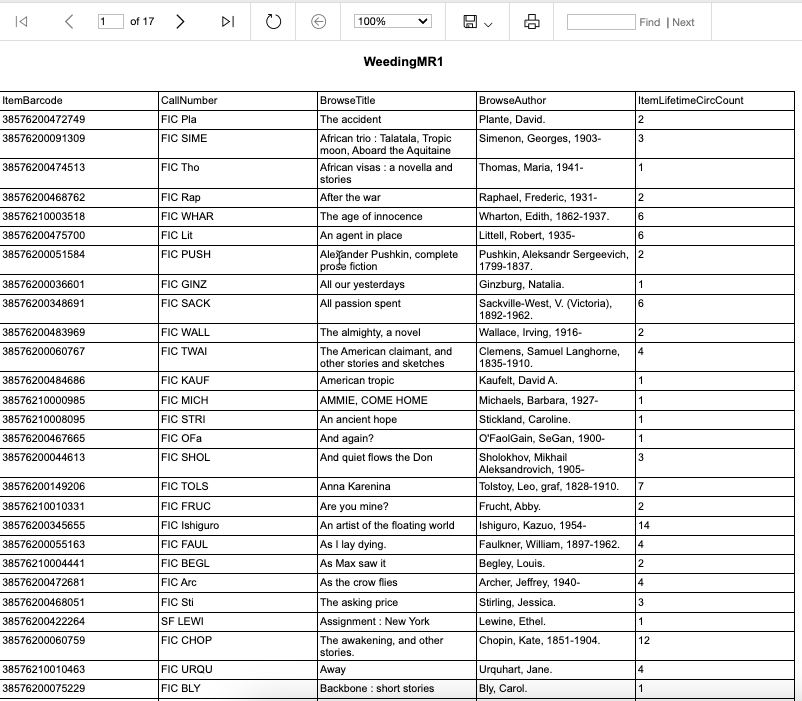 1 of 17 100% Find | Next
WeedingMR1
ItemBarcode CallNumber BrowseTitle BrowseAuthor ItemLifetimeCircCount
38576200472749 FIC Pla The accident Plante, David. 2
38576200091309 FIC SIME African trio : Talatala, Tropic Simenon, Georges, 1903- 3
moon, Aboard the Aquitaine
38576200474513 FIC Tho African visas : a novella and Thomas, Maria, 1941- 1
stories
38576200468762 FIC Rap After the war Raphael, Frederic, 1931- 2
38576210003518 FIC WHAR The age of innocence Wharton, Edith, 1862-1937. 6
38576200475700 FIC Lit An agent in place Littell, Robert, 1935- 6
38576200051584 FIC PUSH Alexander Pushkin, complete Pushkin, Aleksandr Sergeevich, 2
prose fiction 1799-1837.
38576200036601 FIC GINZ All our yesterdays Ginzburg, Natalia. 1
38576200348691 FIC SACK All passion spent Sackville-West, V. (Victoria), 6
1892-1962.
38576200483969 FIC WALL The almighty, a novel Wallace, Irving, 1916- 2
38576200060767 FIC TWAI The American claimant, and Clemens, Samuel Langhorne, 4
other stories and sketches 1835-1910.
38576200484686 FIC KAUF American tropic Kaufelt, David A. 1
38576210000985 FIC MICH AMMIE, COME HOME Michaels, Barbara, 1927- 1
38576210008095 FIC STRI An ancient hope Stickland, Caroline. 1
38576200467665 FIC OFa And again? O'FaolGain, SeGan, 1900- 1
38576200044613 FIC SHOL And quiet flows the Don Sholokhov, Mikhail 3
Aleksandrovich, 1905-
38576200149206 FIC TOLS Anna Karenina Tolstoy, Leo, graf, 1828-1910. 7
38576210010331 FIC FRUC Are you mine? Frucht, Abby. 2
38576200345655 FIC Ishiguro An artist of the floating world Ishiguro, Kazuo, 1954- 14
38576200055163 FIC FAUL As I lay dying. Faulkner, William, 1897-1962. 4
38576210004441 FIC BEGL As Max saw it Begley, Louis. 2
38576200472681 FIC Arc As the crow flies Archer, Jeffrey, 1940- 4
38576200468051 FIC Sti The asking price Stirling, Jessica. 3
38576200422264 SF LEWI Assignment : New York Lewine, Ethel. 1
38576200060759 FIC CHOP The awakening, and other Chopin, Kate, 1851-1904. 12
stories.
38576210010463 FIC URQU Away Urquhart, Jane. 4
38576200075229 FIC BLY Backbone : short stories Bly, Carol. 1